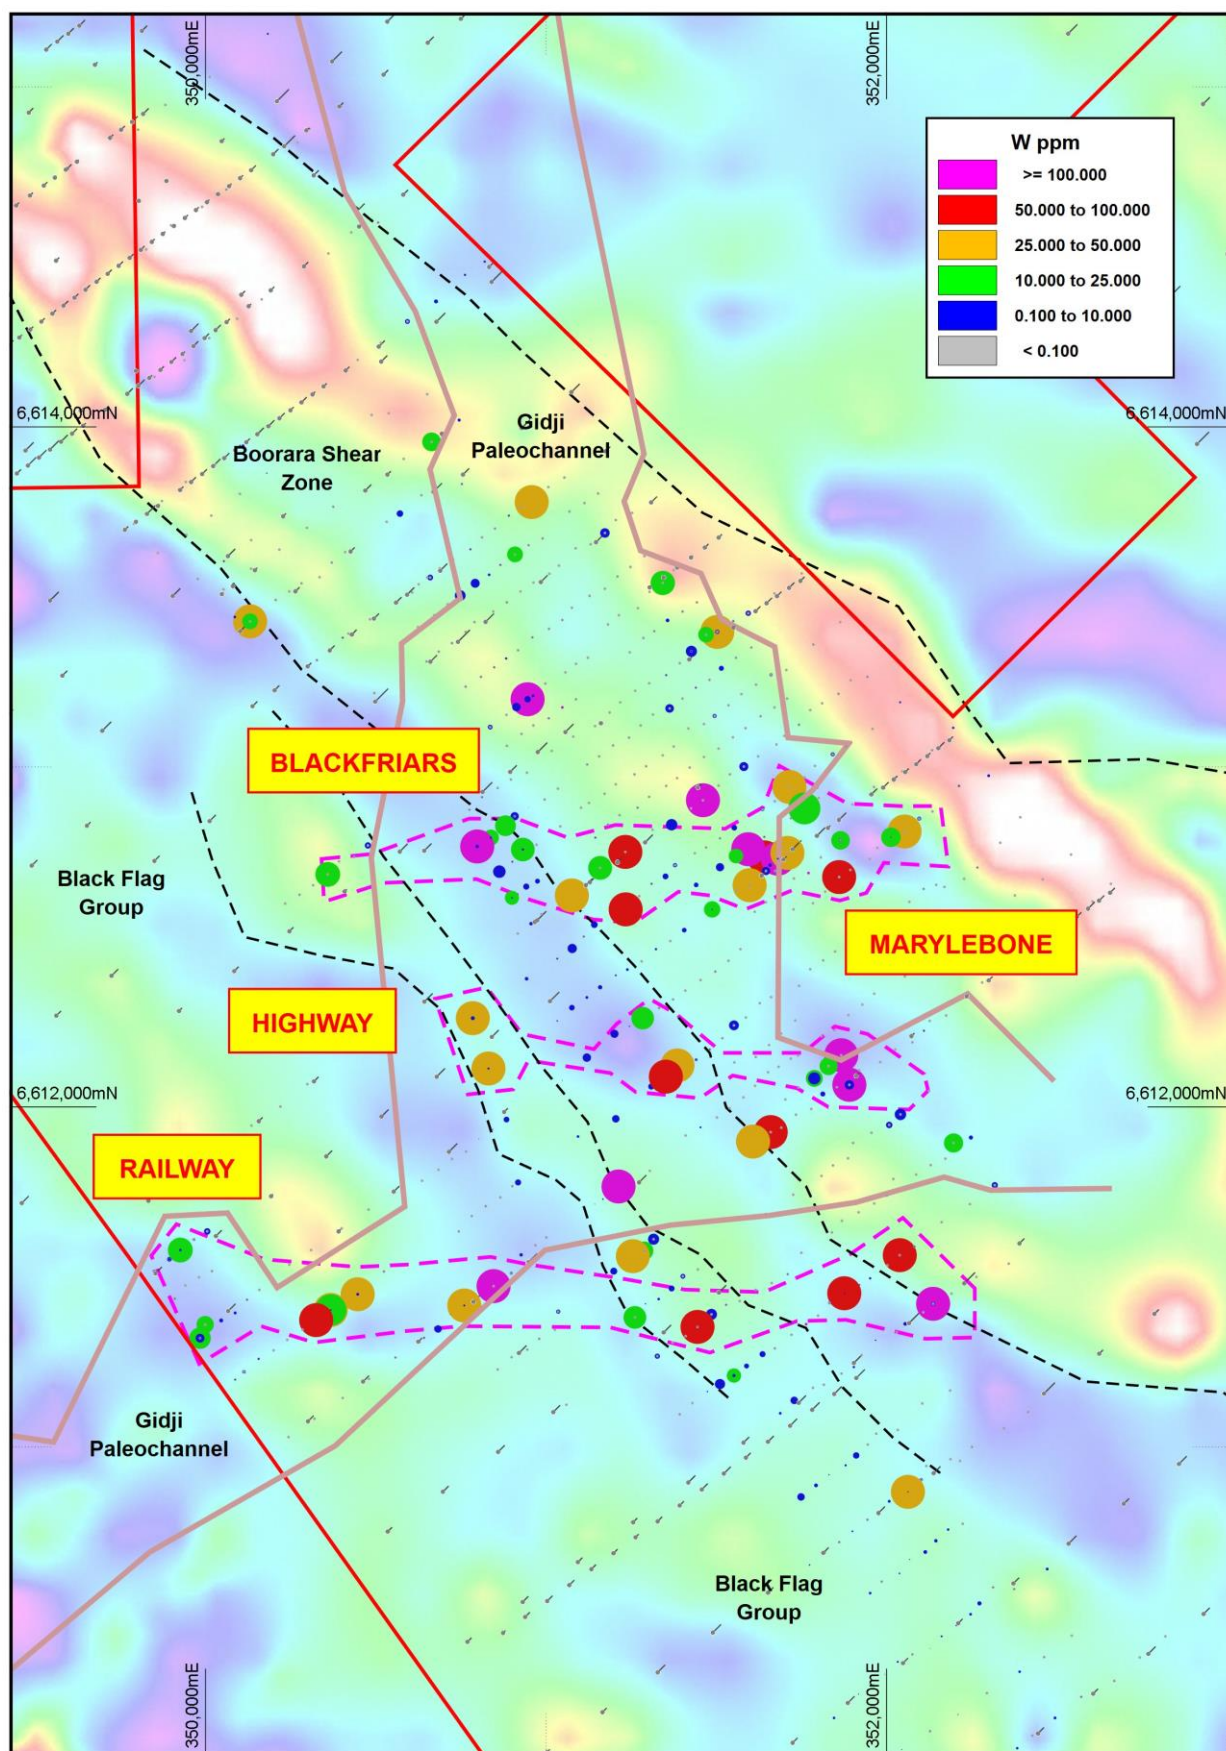 350,000mE
352,000mE
W ppm
>= 100.000
50.000 to 100.000
25.000 to 50.000
10.000 to 25.000
0.100 to 10.000
< 0.100
6,614,000mN
6,614,000mN
Gidji
Paleochannel
Boorara Shear
Zone
BLACKFRIARS
Black Flag
Group
MARYLEBONE
HIGHWAY
6,612,000mN
6,612,000mN
RAILWAY
Gidji
Paleochannel
Black Flag
Group
350,000mE
352,000mE